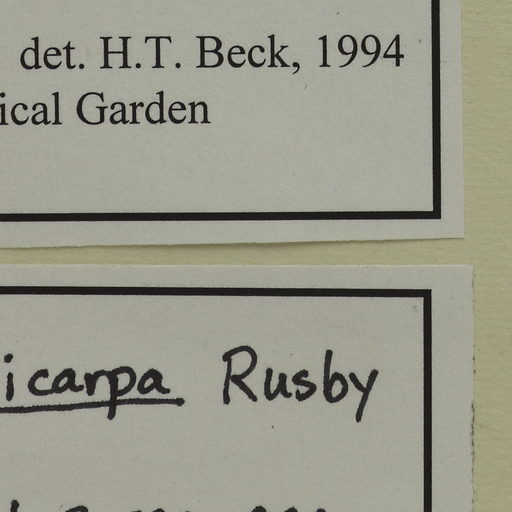 det. H.T. Beck, 1994
ical Garden
icarpa Rusby